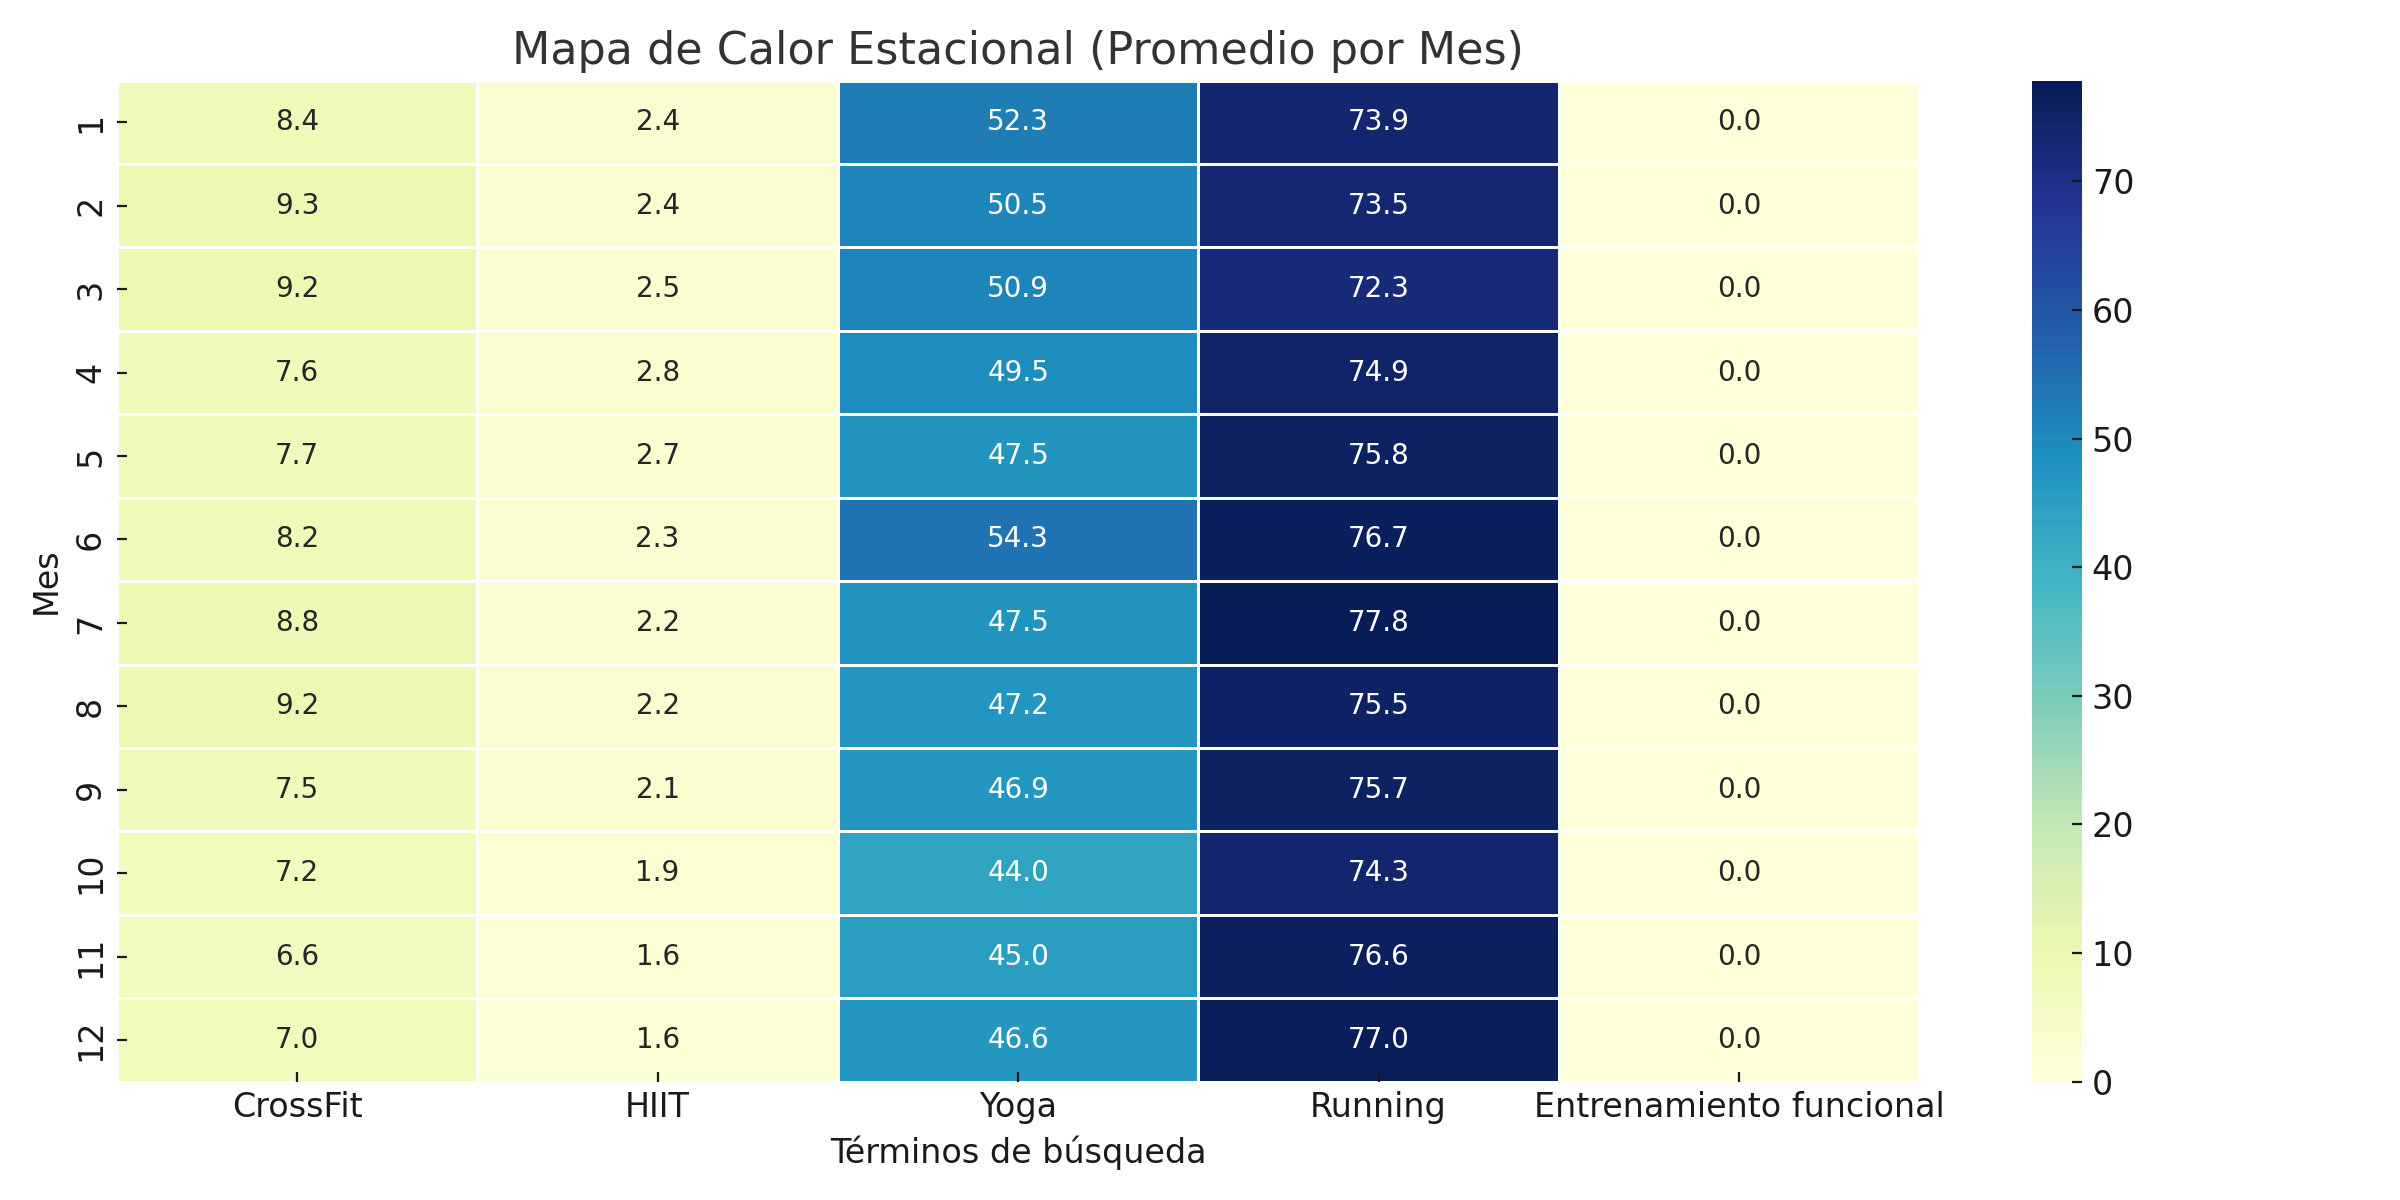 Mapa de Calor Estacional (Promedio por Mes)
Mes
1 8.4 2.4 52.3 73.9 0.0
2 9.3 2.4 50.5 73.5 0.0
3 9.2 2.5 50.9 72.3 0.0
4 7.6 2.8 49.5 74.9 0.0
5 7.7 2.7 47.5 75.8 0.0
6 8.2 2.3 54.3 76.7 0.0
7 8.8 2.2 47.5 77.8 0.0
8 9.2 2.2 47.2 75.5 0.0
9 7.5 2.1 46.9 75.7 0.0
10 7.2 1.9 44.0 74.3 0.0
11 6.6 1.6 45.0 76.6 0.0
12 7.0 1.6 46.6 77.0 0.0
CrossFit HIIT Yoga Running Entrenamiento funcional
Términos de búsqueda
70
60
50
40
30
20
10
0